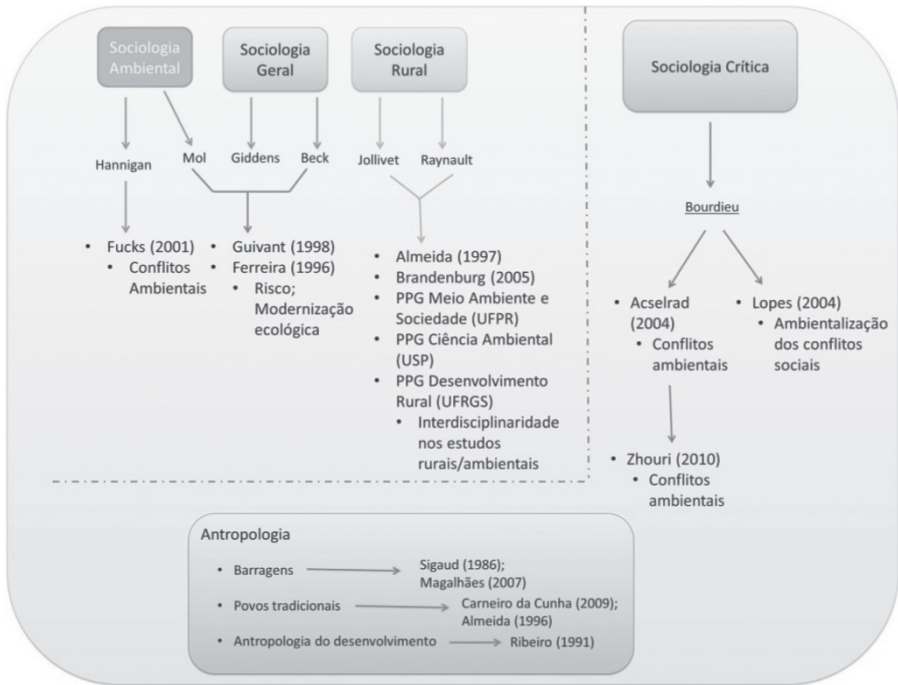 Sociologia
Ambiental
Sociologia
Geral
Sociologia
Rural
Sociologia Crítica
Hannigan
Mol
Giddens
Beck
Jollivet
Raynault
Bourdieu
• Fucks (2001)
• Conflitos
Ambientais
• Guivant (1998)
• Ferreira (1996)
• Risco;
Modernização
ecológica
• Almeida (1997)
• Brandenburg (2005)
• PPG Meio Ambiente e
Sociedade (UFPR)
• PPG Ciência Ambiental
(USP)
• PPG Desenvolvimento
Rural (UFRGS)
• Interdisciplinaridade
nos estudos
rurais/ambientais
• Acselrad
(2004)
• Conflitos
ambientais
• Lopes (2004)
• Ambientalização
dos conflitos
sociais
• Zhouri (2010)
• Conflitos
ambientais
Antropologia
• Barragens
Sigaud (1986);
Magalhães (2007)
• Povos tradicionais
Carneiro da Cunha (2009);
Almeida (1996)
• Antropologia do desenvolvimento
Ribeiro (1991)